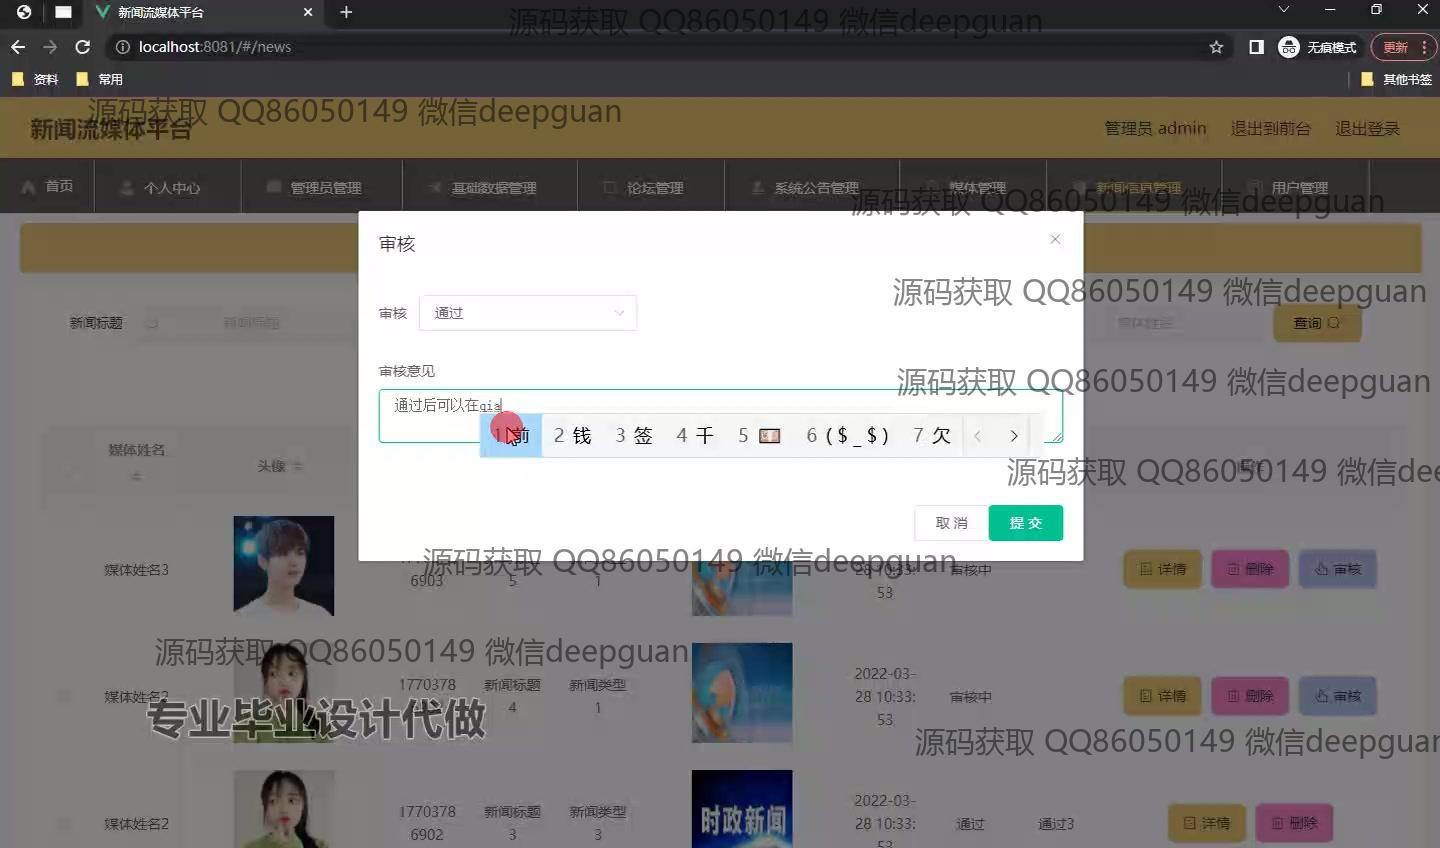 新闻流媒体平台
源码获取 QQ86050149 微信deepguan
localhost:8081/#/news
无痕模式
更新
资料
常用
其他书签
源码获取 QQ86050149 微信deepguan
新闻流媒体平台
管理员 admin
退出到前台
退出登录
首页
个人中心
管理员管理
基础数据管理
论坛管理
系统公告管理
媒体管理
新闻信息管理
用户管理
源码获取 QQ86050149 微信deepguan
审核
源码获取 QQ86050149 微信deepguan
新闻标题
新闻标题
审核
通过
媒体姓名
查询
审核意见
源码获取 QQ86050149 微信deepguan
通过后可以在qia
1 前 2 钱 3 签 4 千 5 6 ($_$) 7 欠
媒体姓名
头像
源码获取 QQ86050149 微信dee
取消
提交
源码获取 QQ86050149 微信deepguan
媒体姓名3
6903
5
1
28 10:33:
53
审核中
详情
删除
审核
源码获取 QQ86050149 微信deepguan
媒体姓名2
1770378
新闻标题
4
新闻类型
1
2022-03-
28 10:33:
53
审核中
详情
删除
审核
专业毕业设计代做
源码获取 QQ86050149 微信deepguan
媒体姓名2
1770378
6902
新闻标题
3
新闻类型
3
时政新闻
2022-03-
28 10:33:
53
通过
通过3
详情
删除